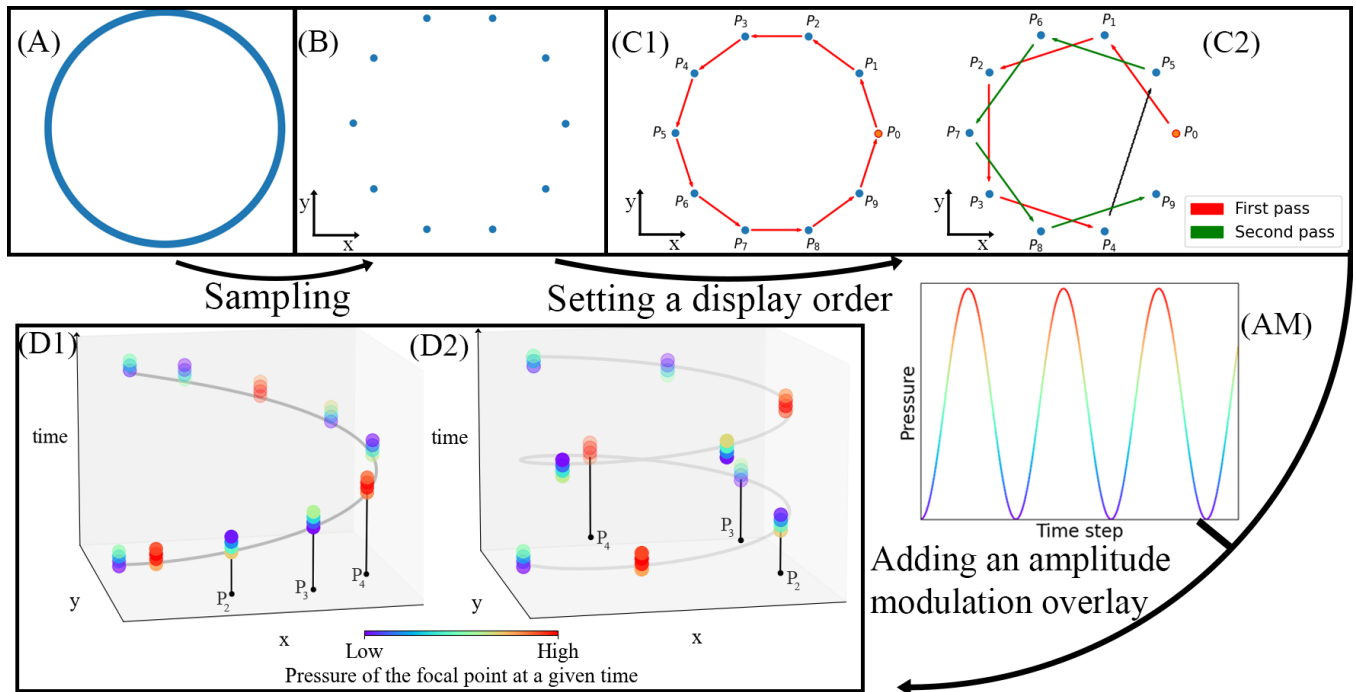 (A)
(B)
y
x
(C1)
P0
P1
P2
P3
P4
P5
P6
P7
P8
P9
y
x
(C2)
P0
P1
P2
P3
P4
P5
P6
P7
P8
P9
y
x
First pass
Second pass
Sampling
Setting a display order
(AM)
Pressure
Time step
Adding an amplitude
modulation overlay
(D1)
time
y
x
P2
P3
P4
(D2)
time
y
x
P4
P3
P2
Low
High
Pressure of the focal point at a given time